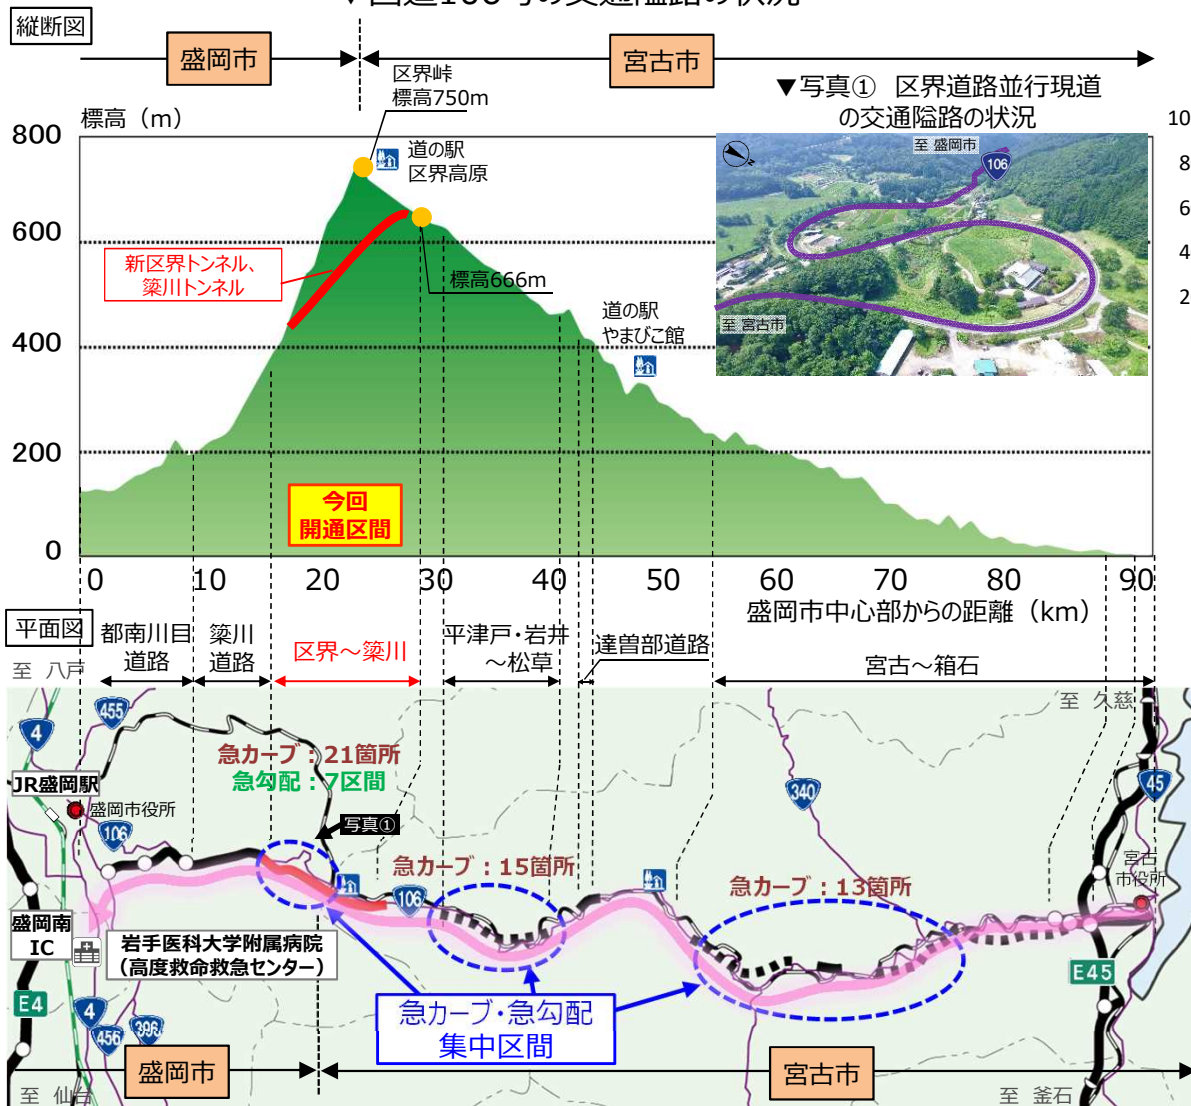 縦断図
盛岡市
宮古市
区界峠
標高750m
▼写真① 区界道路並行現道
の交通隘路の状況
標高（m）
800
600
400
200
0
道の駅
区界高原
新区界トンネル、
簗川トンネル
標高666m
道の駅
やまびこ館
至 盛岡市
106
N
至 宮古市
10
8
6
4
2
今回
開通区間
0 10 20 30 40 50 60 70 80 90
盛岡市中心部からの距離（km）
平面図
都南川目
道路
簗川
道路
区界～簗川
平津戸・岩井
～松草
達曽部道路
宮古～箱石
至 八戸
至 久慈
4
455
急カーブ：21箇所
急勾配：7区間
JR盛岡駅
盛岡市役所
106
写真①
340
45
急カーブ：15箇所
急カーブ：13箇所
106
宮古
市役所
盛岡南
IC
岩手医科大学附属病院
（高度救命救急センター）
E4
4
456
396
E45
急カーブ・急勾配
集中区間
盛岡市
宮古市
至 仙台
至 釜石